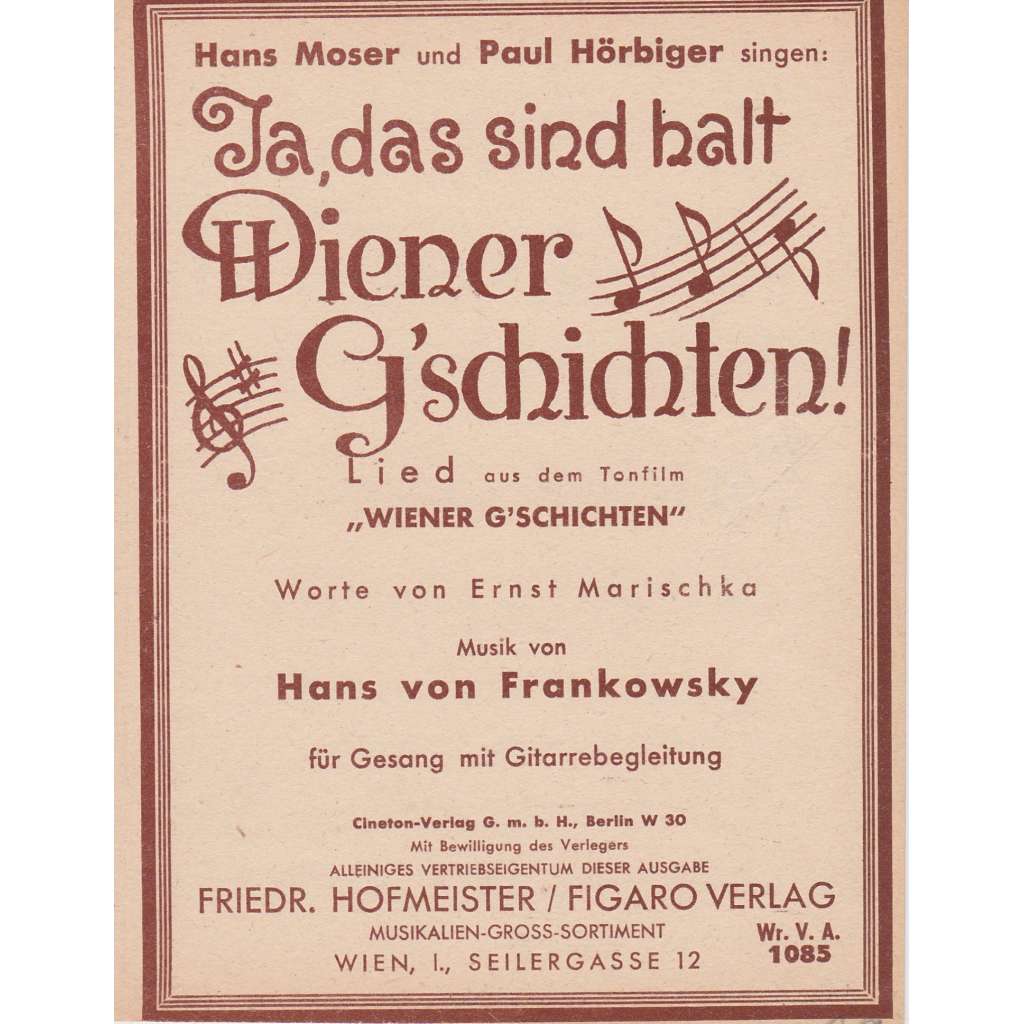 Hans Moser und Paul Hörbiger singen:
Ja, das sind halt
Wiener
G'schichten!
Lied aus dem Tonfilm
„WIENER G'SCHICHTEN"
Worte von Ernst Marischka
Musik von
Hans von Frankowsky
für Gesang mit Gitarrebegleitung
Cineton-Verlag G. m. b. H., Berlin W 30
Mit Bewilligung des Verlegers
ALLEINIGES VERTRIEBSEIGENTUM DIESER AUSGABE
FRIEDR. HOFMEISTER / FIGARO VERLAG
MUSIKALIEN-GROSS-SORTIMENT
WIEN, I., SEILERGASSE 12
Wr. V. A.
1085